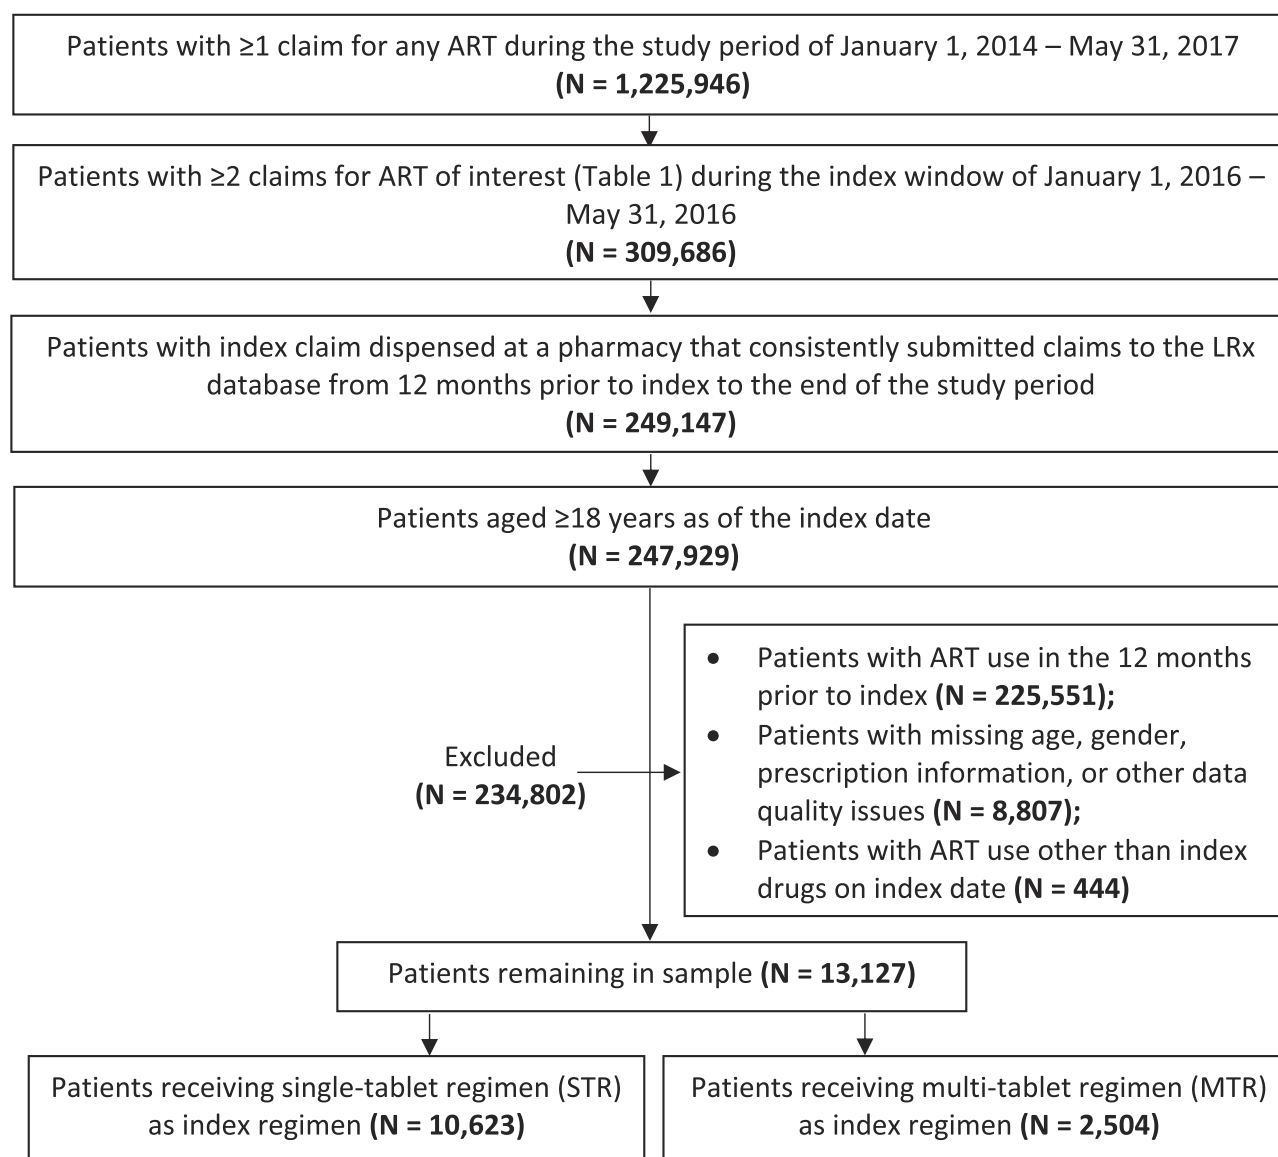 Patients with ≥1 claim for any ART during the study period of January 1, 2014 – May 31, 2017
(N = 1,225,946)
Patients with ≥2 claims for ART of interest (Table 1) during the index window of January 1, 2016 –
May 31, 2016
(N = 309,686)
Patients with index claim dispensed at a pharmacy that consistently submitted claims to the LRx
database from 12 months prior to index to the end of the study period
(N = 249,147)
Patients aged ≥18 years as of the index date
(N = 247,929)
Excluded
(N = 234,802)
• Patients with ART use in the 12 months
prior to index (N = 225,551);
• Patients with missing age, gender,
prescription information, or other data
quality issues (N = 8,807);
• Patients with ART use other than index
drugs on index date (N = 444)
Patients remaining in sample (N = 13,127)
Patients receiving single-tablet regimen (STR)
as index regimen (N = 10,623)
Patients receiving multi-tablet regimen (MTR)
as index regimen (N = 2,504)